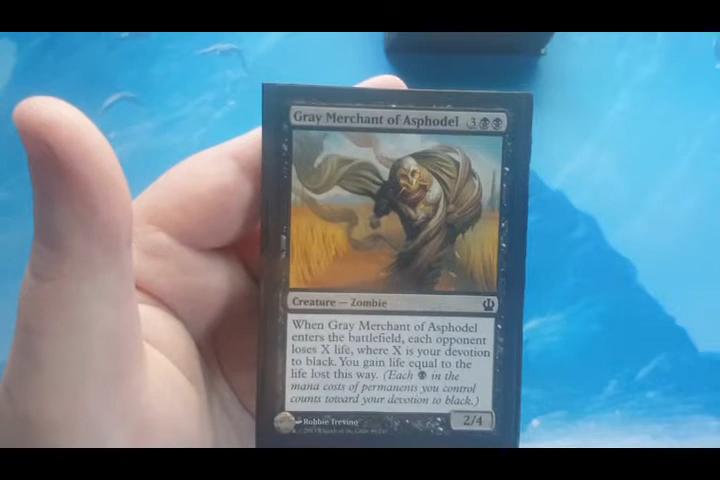 Gray Merchant of Asphodel 3
Creature — Zombie
When Gray Merchant of Asphodel
enters the battlefield, each opponent
loses X life, where X is your devotion
to black. You gain life equal to the
life lost this way. (Each in the
mana costs of permanents you control
counts toward your devotion to black.)
Robbie Trevino
2/4